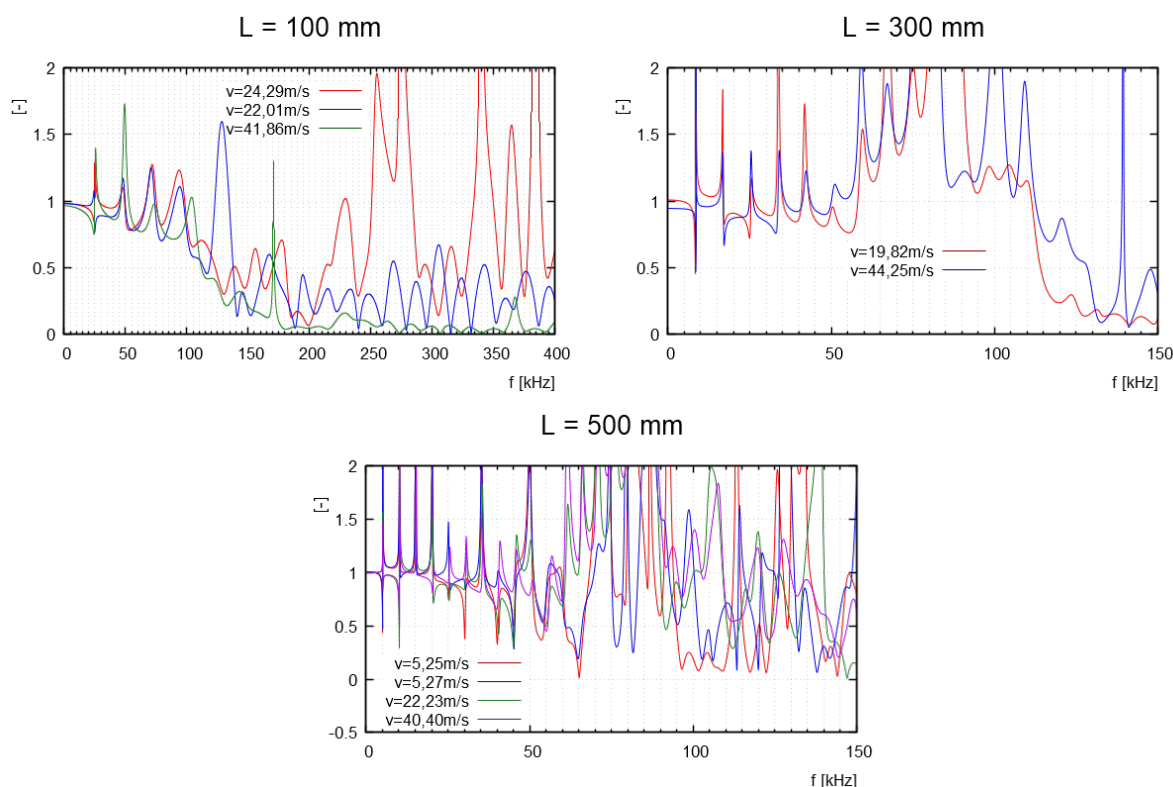 L = 100 mm
2
1.5
1
0.5
0
[-]
v=24,29m/s
v=22,01m/s
v=41,86m/s
0 50 100 150 200 250 300 350 400
f [kHz]
L = 300 mm
2
1.5
1
0.5
0
[-]
v=19,82m/s
v=44,25m/s
0 50 100 150
f [kHz]
L = 500 mm
2
1.5
1
0.5
0
-0.5
[-]
v=5,25m/s
v=5,27m/s
v=22,23m/s
v=40,40m/s
0 50 100 150
f [kHz]